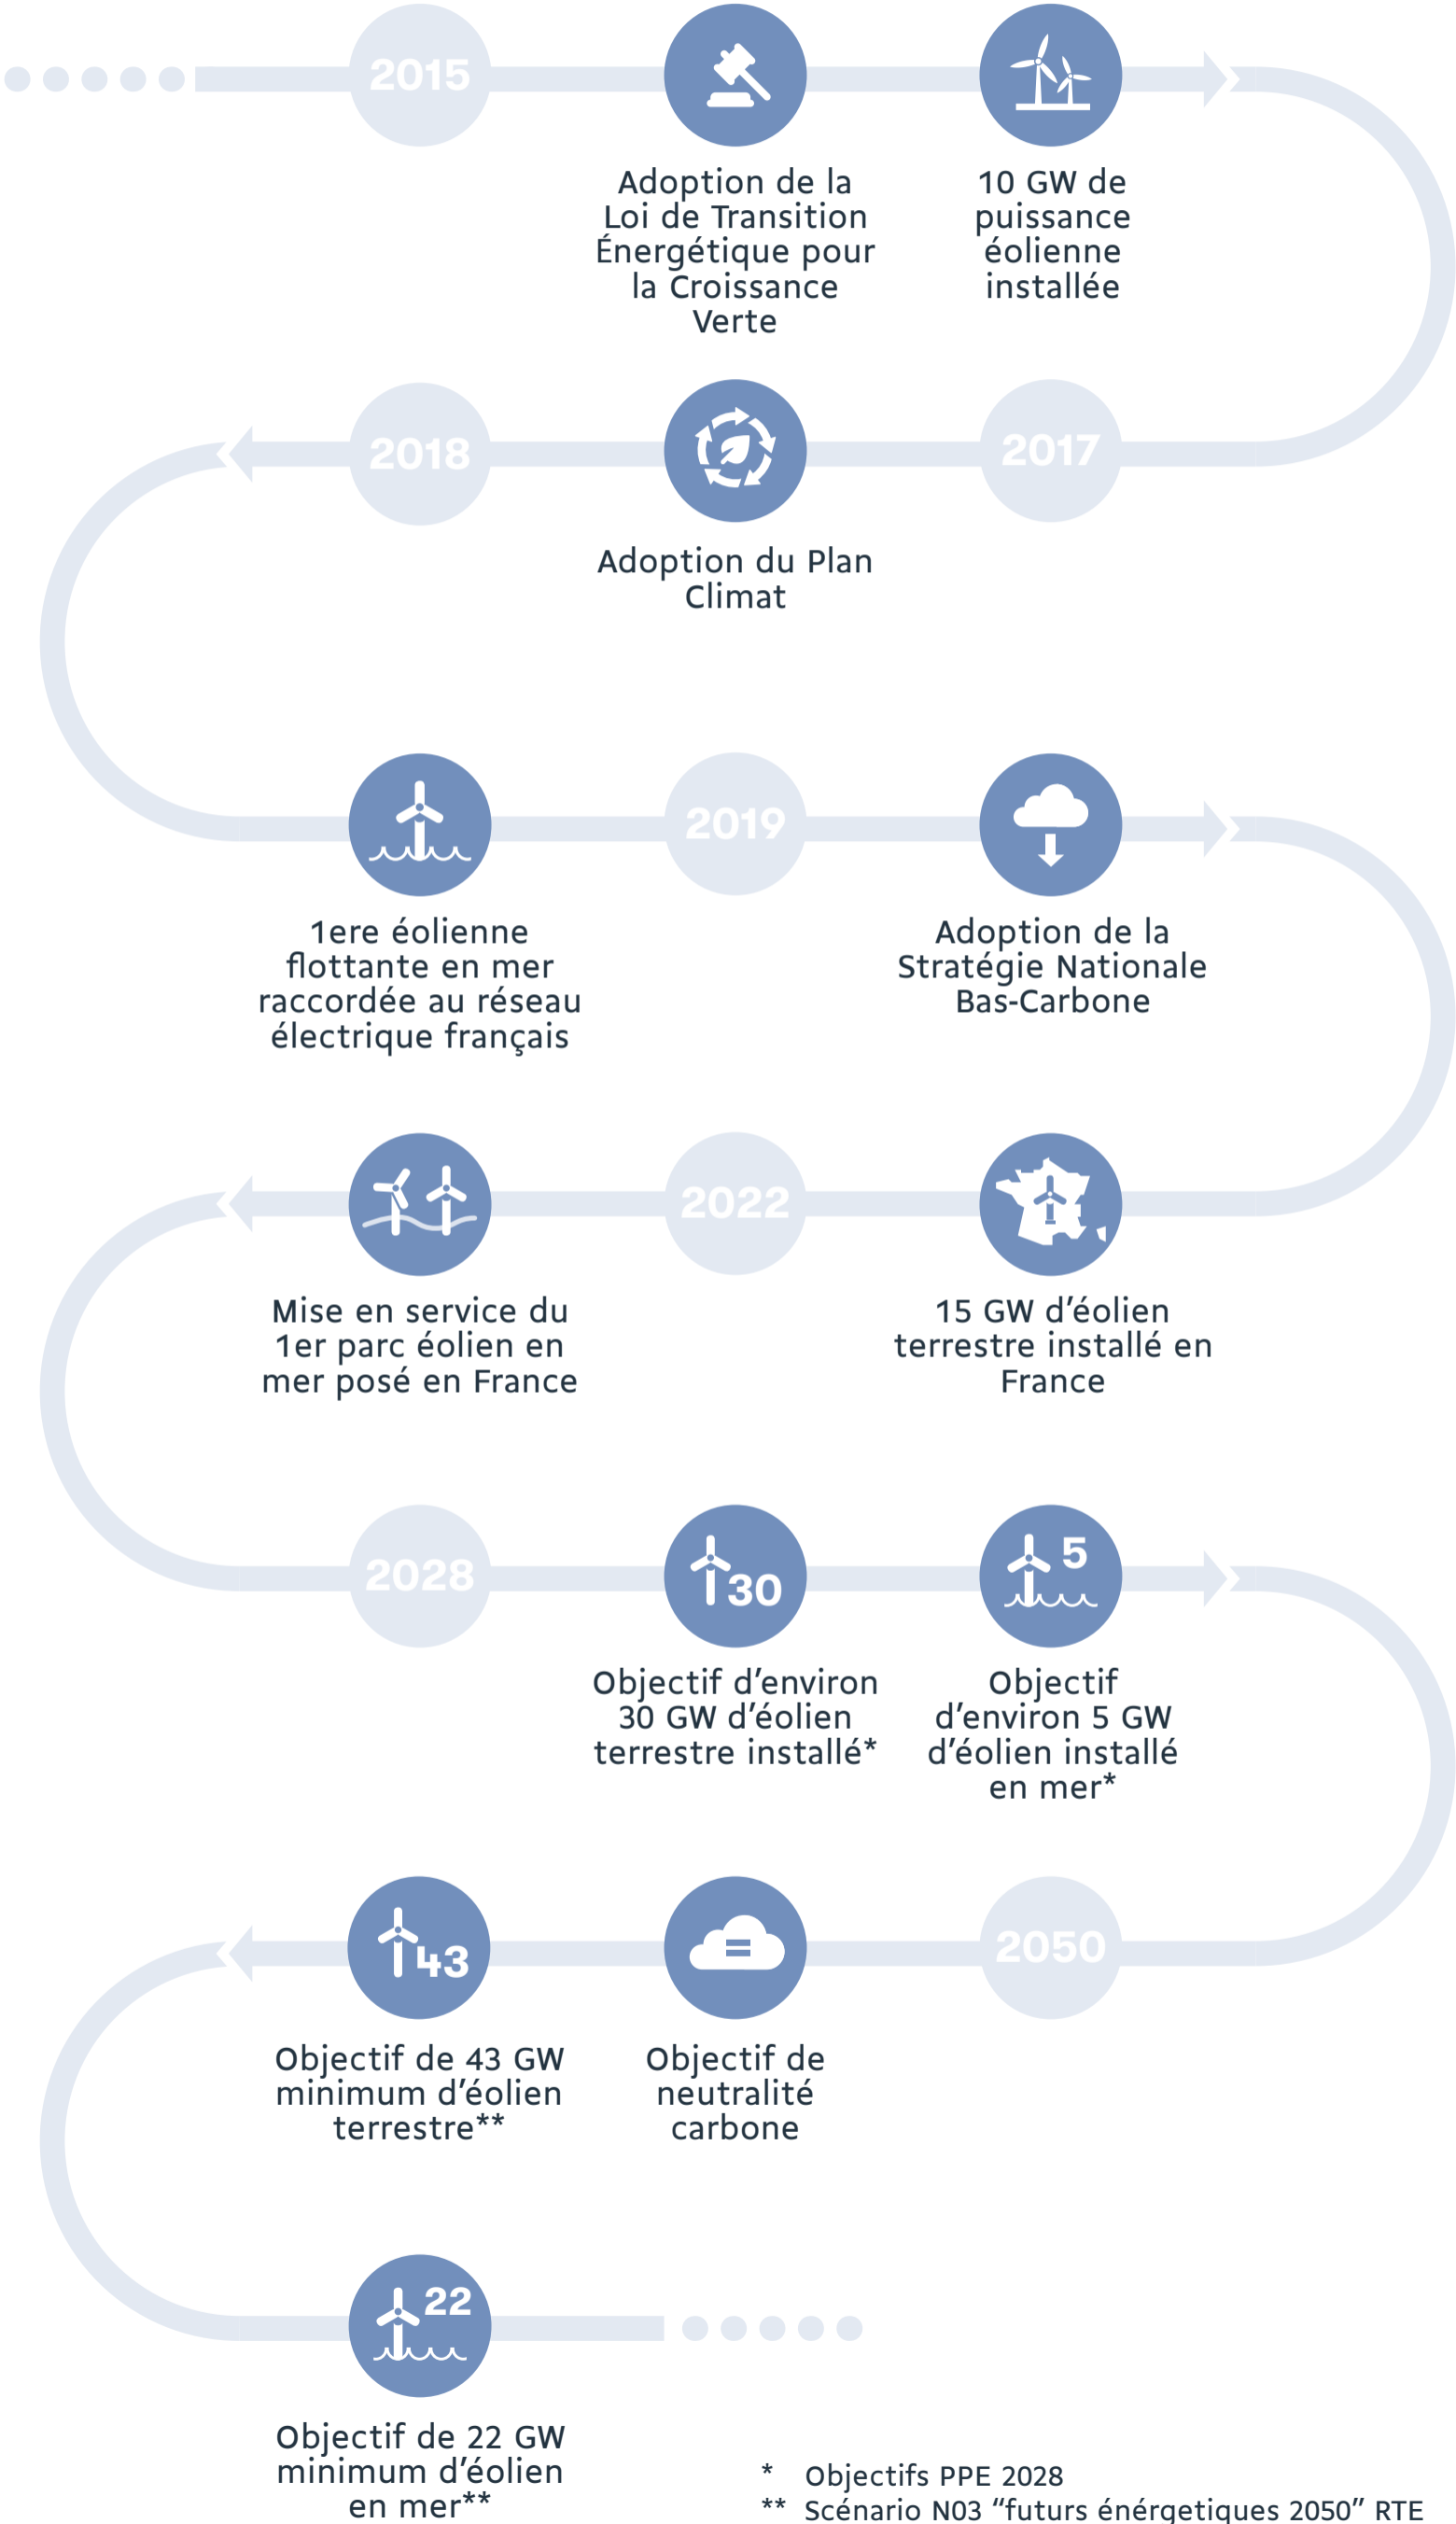 2015
Adoption de la
Loi de Transition
Énergétique pour
la Croissance
Verte
10 GW de
puissance
éolienne
installée
2017
Adoption du Plan
Climat
2018
1ere éolienne
flottante en mer
raccordée au réseau
électrique français
2019
Adoption de la
Stratégie Nationale
Bas-Carbone
15 GW d’éolien
terrestre installé en
France
2022
Mise en service du
1er parc éolien en
mer posé en France
2028
30
Objectif d’environ
30 GW d’éolien
terrestre installé*
5
Objectif
d’environ 5 GW
d’éolien installé
en mer*
2050
Objectif de
neutralité
carbone
43
Objectif de 43 GW
minimum d’éolien
terrestre**
22
Objectif de 22 GW
minimum d’éolien
en mer**
* Objectifs PPE 2028
** Scénario N03 “futurs énérgetiques 2050” RTE